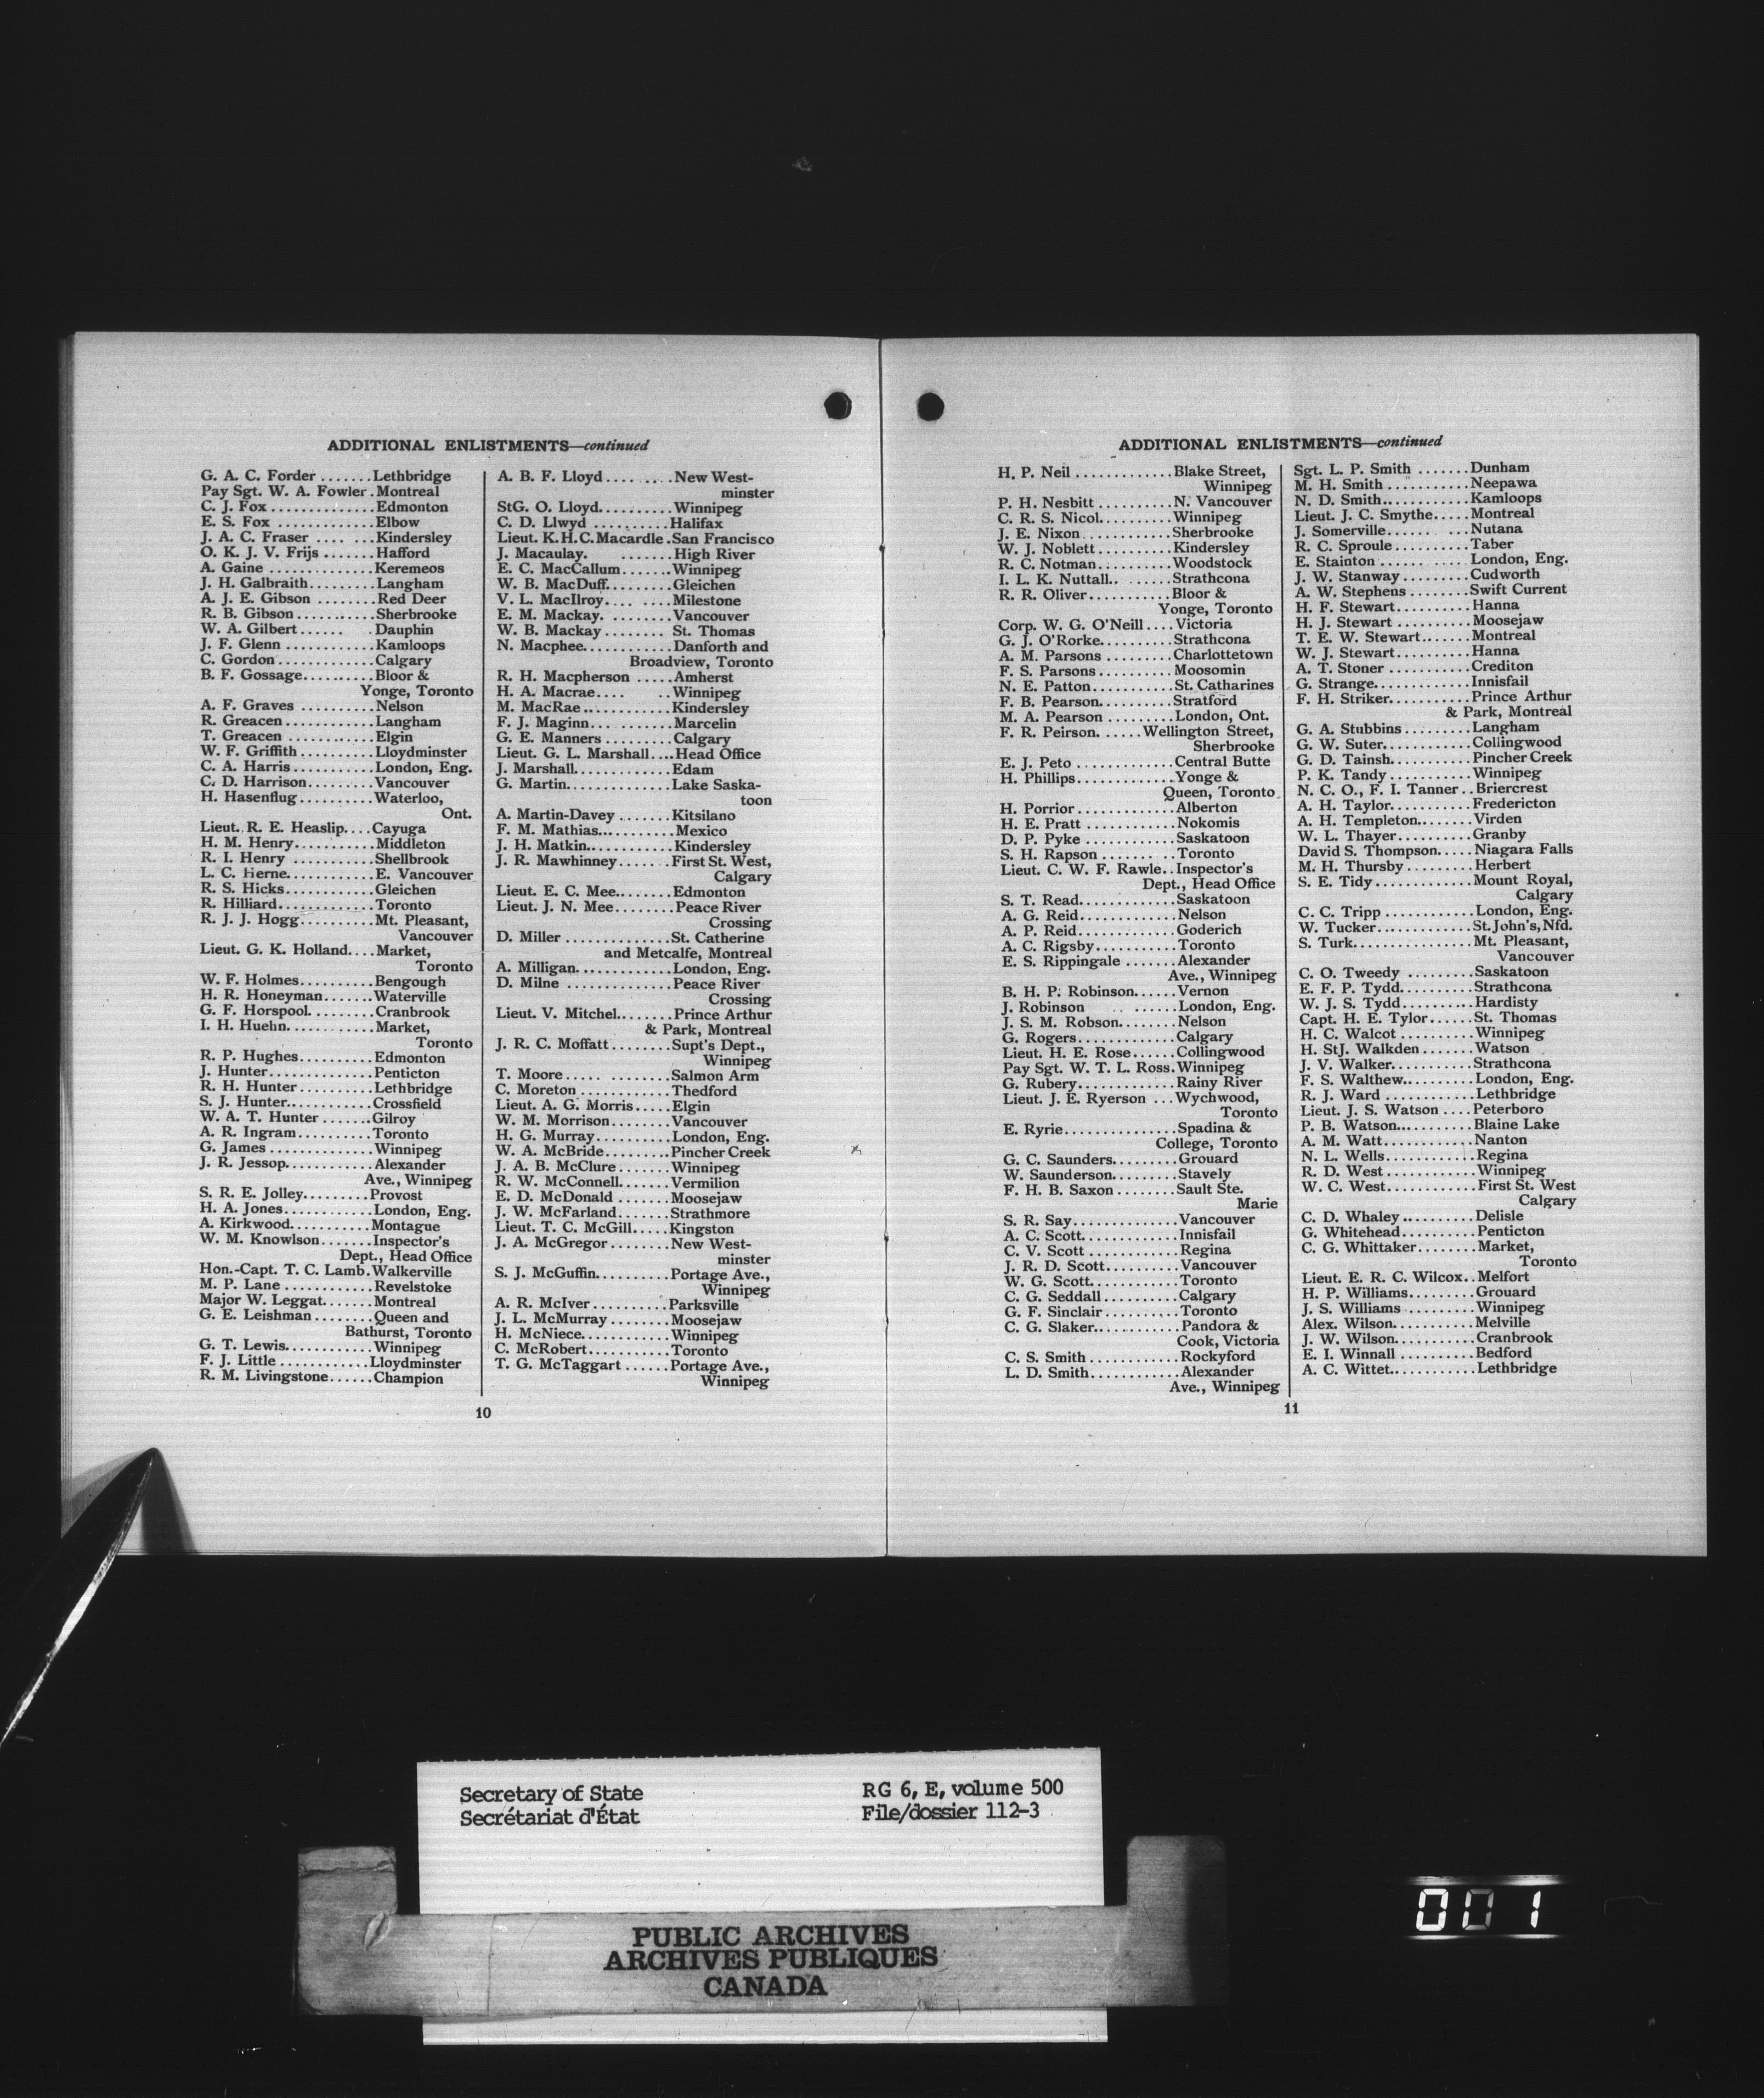 ADDITIONAL ENLISTMENTS—continued
G. A. C. Forder .......Lethbridge
Pay Sgt. W. A. Fowler .Montreal
C. J. Fox ..............Edmonton
E. S. Fox .............Elbow
J. A. C. Fraser .... ....Kindersley
O. K. J. V. Frijs .......Hafford
A. Gaine ..............Keremeos
J. H. Galbraith.........Langham
A. J. E. Gibson ........Red Deer
R. B. Gibson...........Sherbrooke
W. A. Gilbert...... .Dauphin
J. F. Glenn ............Kamloops
C. Gordon.............Calgary
B. F. Gossage..........Bloor &
Yonge, Toronto
A. F. Graves ..........Nelson
R. Greacen............Langham
T. Greacen ............Elgin
W. F. Griffith..........Lloydminster
C. A. Harris...........London, Eng.
C. D. Harrison.........Vancouver
H. Hasenflug..........Waterloo,
Ont.
Lieut. R. E. Heaslip....Cayuga
H. M. Henry...........Middleton
R. I. Henry ...........Shellbrook
L. C. Herne............E. Vancouver
R. S. Hicks............Gleichen
R. Hilliard.............Toronto
R. J. J. Hogg..........Mt. Pleasant,
Vancouver
Lieut. G. K. Holland....Market,
Toronto
W. F. Holmes..........Bengough
H. R. Honeyman.......Waterville
G. F. Horspool.........Cranbrook
I. H. Huehn............Market,
Toronto
R. P. Hughes..........Edmonton
J. Hunter..............Penticton
R. H. Hunter..........Lethbridge
S. J. Hunter...........Crossfield
W. A. T. Hunter .......Gilroy
A. R. Ingram..........Toronto
G. James ..............Winnipeg
J. R. Jessop............Alexander
Ave., Winnipeg
S. R. E. Jolley.........Provost
H. A. Jones............London, Eng.
A. Kirkwood...........Montague
W. M. Knowlson.......Inspector's
Dept., Head Office
Hon.-Capt. T. C. Lamb.Walkerville
M. P. Lane ............Revelstoke
Major W. Leggat.......Montreal
G. E. Leishman........Queen and
Bathurst, Toronto
G. T. Lewis............Winnipeg
F. J. Little ............Lloydminster
R. M. Livingstone......Champion
A. B. F. Lloyd.........New West-
minster
StG. O. Lloyd..........Winnipeg
C. D. Llwyd ..........Halifax
Lieut. K.H.C.Macardle.San Francisco
J. Macaulay. .......High River
E. C. MacCallum.......Winnipeg
W. B. MacDuff.........Gleichen
V. L. MacIlroy.... ....Milestone
E. M. Mackay. ........Vancouver
W. B. Mackay........ St. Thomas
N. Macphee............Danforth and
Broadview, Toronto
R. H. Macpherson .....Amherst
H. A. Macrae.... ..Winnipeg
M. MacRae............Kindersley
F. J. Maginn... .......Marcelin
G. E. Manners .........Calgary
Lieut. G. L. Marshall....Head Office
J. Marshall.............Edam
G. Martin..............Lake Saska-
toon
A. Martin-Davey .......Kitsilano
F. M. Mathias..........Mexico
J. H. Matkin...........Kindersley
J. R. Mawhinney.......First St. West,
Calgary
Lieut. E. C. Mee........Edmonton
Lieut. J. N. Mee........Peace River
Crossing
D. Miller ..............St. Catherine
and Metcalfe, Montreal
A. Milligan.............London, Eng.
D. Milne ..............Peace River
Crossing
Lieut. V. Mitchel.......Prince Arthur
& Park, Montreal
J. R. C. Moffatt........Supt's Dept.,
Winnipeg
T. Moore..... ........Salmon Arm
C. Moreton ............Thedford
Lieut. A. G. Morris.....Elgin
W. M. Morrison........Vancouver
H. G. Murray..........London, Eng.
W. A. McBride.........Pincher Creek
J. A. B. McClure.......Winnipeg
R. W. McConnell.......Vermilion
E. D. McDonald .......Moosejaw
J. W. McFarland.......Strathmore
Lieut. T. C. McGill.....Kingston
J. A. McGregor........New West-
minster
S. J. McGuffin..........Portage Ave.,
Winnipeg
A. R. McIver..........Parksville
J. L. McMurray........Moosejaw
H. McNiece............Winnipeg
C. McRobert...........Toronto
T. G. McTaggart ......Portage Ave.,
Winnipeg
10
ADDITIONAL ENLISTMENTS—continued
H. P. Neil .............Blake Street,
Winnipeg
P. H. Nesbitt..........N. Vancouver
C. R. S. Nicol..........Winnipeg
J. E. Nixon............Sherbrooke
W. J. Noblett..........Kindersley
R. C. Notman..........Woodstock
I. L. K. Nuttall.. ......Strathcona
R. R. Oliver...........Bloor &
Yonge, Toronto
Corp. W. G. O'Neill....Victoria
G. J. O'Rorke..........Strathcona
A. M. Parsons .........Charlottetown
F. S. Parsons..........Moosomin
N. E. Patton...........St. Catharines
F. B. Pearson..........Stratford
M. A. Pearson .........London, Ont.
F. R. Peirson......Wellington Street,
Sherbrooke
E. J. Peto .............Central Butte
H. Phillips.............Yonge &
Queen, Toronto
H. Porrior.............Alberton
H. E. Pratt ............Nokomis
D. P. Pyke ............Saskatoon
S. H. Rapson ....... ..Toronto
Lieut. C. W. F. Rawle..Inspector's
Dept., Head Office
S. T. Read.............Saskatoon
A. G. Reid.............Nelson
A. P. Reid.............Goderich
A. C. Rigsby...........Toronto
E. S. Rippingale .......Alexander
Ave., Winnipeg
B. H. P. Robinson......Vernon
J. Robinson .. ......London, Eng.
J. S. M. Robson........Nelson
G. Rogers.............Calgary
Lieut. H. E. Rose......Collingwood
Pay Sgt. W. T. L. Ross.Winnipeg
G. Rubery.............Rainy River
Lieut. J. E. Ryerson ...Wychwood,
Toronto
E. Ryrie...............Spadina &
College, Toronto
G. C. Saunders.........Grouard
W. Saunderson.........Stavely
F. H. B. Saxon ........Sault Ste.
Marie
S. R. Say..............Vancouver
A. C. Scott.............Innisfail
C. V. Scott ............Regina
J. R. D. Scott..........Vancouver
W. G. Scott............Toronto
C. G. Seddall..........Calgary
G. F. Sinclair..........Toronto
C. G. Slaker...........Pandora &
Cook, Victoria
C. S. Smith............Rockyford
L. D. Smith............Alexander
Ave., Winnipeg
Sgt. L. P. Smith .......Dunham
M. H. Smith ...........Neepawa
N. D. Smith............Kamloops
Lieut. J. C. Smythe.....Montreal
J. Somerville...... ...Nutana
R. C. Sproule..........Taber
E. Stainton ............London, Eng.
J. W. Stanway.........Cudworth
A. W. Stephens ........Swift Current
H. F. Stewart..........Hanna
H. J. Stewart ..........Moosejaw
T. E. W. Stewart.......Montreal
W. J. Stewart..........Hanna
A. T. Stoner ...........Crediton
G. Strange.............Innisfail
F. H. Striker...........Prince Arthur
& Park, Montreal
G. A. Stubbins.........Langham
G. W. Suter............Collingwood
G. D. Tainsh...........Pincher Creek
P. K. Tandy...........Winnipeg
N. C. O., F. I. Tanner..Briercrest
A. H. Taylor...........Fredericton
A. H. Templeton.......Virden
W. L. Thayer..........Granby
David S. Thompson.....Niagara Falls
M. H. Thursby.........Herbert
S. E. Tidy.............Mount Royal,
Calgary
C. C. Tripp ............London, Eng.
W. Tucker.............St.John's,Nfd.
S. Turk................Mt. Pleasant,
Vancouver
C. O. Tweedy .........Saskatoon
E. F. P. Tydd..........Strathcona
W. J. S. Tydd..........Hardisty
Capt. H. E. Tylor......St. Thomas
H. C. Walcot ..........Winnipeg
H. StJ. Walkden.......Watson
J. V. Walker...........Strathcona
F. S. Walthew..........London, Eng.
R. J. Ward ............Lethbridge
Lieut. J. S. Watson ....Peterboro
P. B. Watson..........Blaine Lake
A. M. Watt............Nanton
N. L. Wells............Regina
R. D. West............Winnipeg
W. C. West............First St. West
Calgary
C. D. Whaley..........Delisle
G. Whitehead..........Penticton
C. G. Whittaker........Market,
Toronto
Lieut. E. R. C. Wilcox..Melfort
H. P. Williams.........Grouard
J. S. Williams .........Winnipeg
Alex. Wilson...........Melville
J. W. Wilson...........Cranbrook
E. I. Winnall ..........Bedford
A. C. Wittet...........Lethbridge
11
Secretary of State
Secrétariat d'État
RG 6, E, volume 500
File/dossier 112-3
PUBLIC ARCHIVES
ARCHIVES PUBLIQUES
CANADA
001